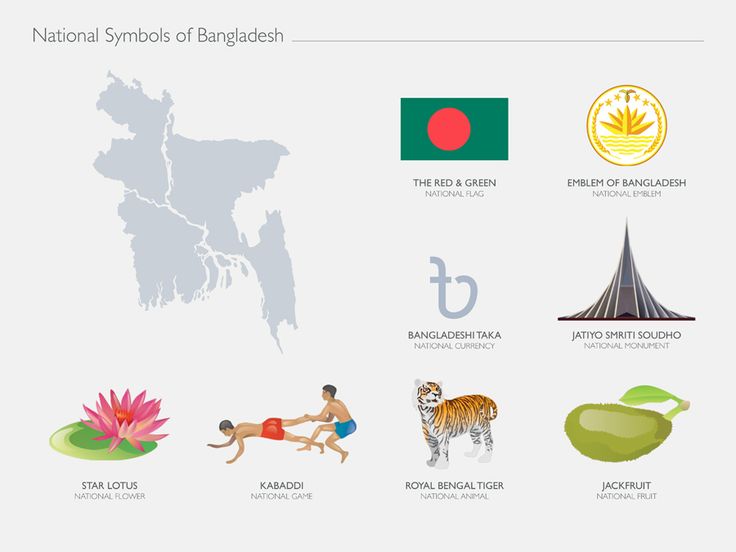 National Symbols of Bangladesh
THE RED & GREEN
NATIONAL FLAG
EMBLEM OF BANGLADESH
NATIONAL EMBLEM
BANGLADESHI TAKA
NATIONAL CURRENCY
JATIYO SMRITI SOUDHO
NATIONAL MONUMENT
STAR LOTUS
NATIONAL FLOWER
KABADDI
NATIONAL GAME
ROYAL BENGAL TIGER
NATIONAL ANIMAL
JACKFRUIT
NATIONAL FRUIT